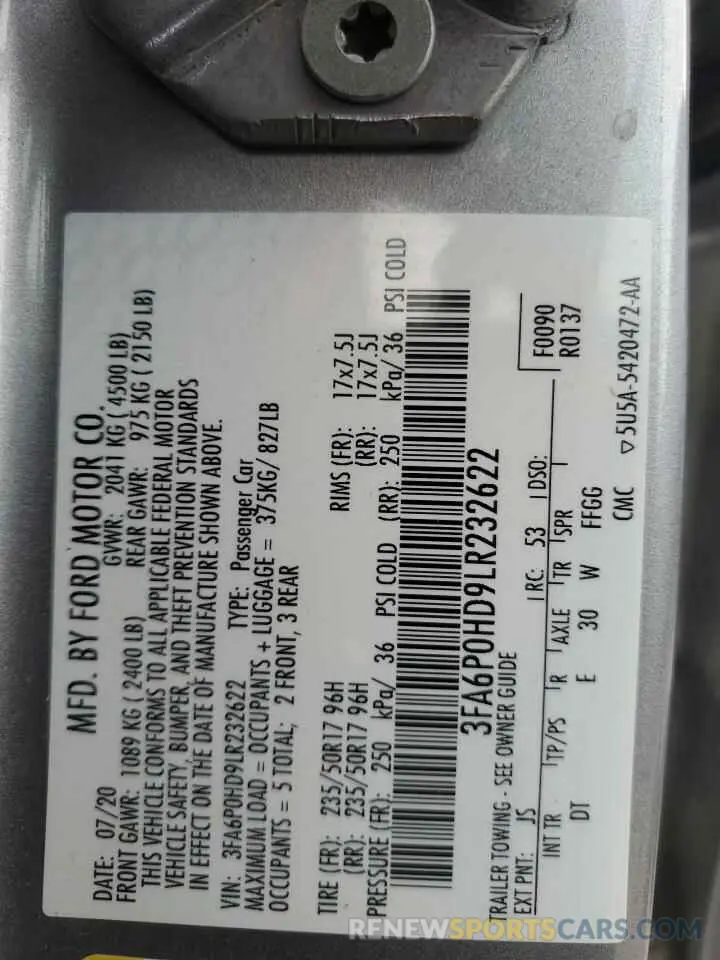 MFD. BY FORD MOTOR CO.
DATE: 07/20 GVWR: 2041 KG ( 4500 LB)
FRONT GAWR: 1089 KG ( 2400 LB) REAR GAWR: 975 KG ( 2150 LB)
THIS VEHICLE CONFORMS TO ALL APPLICABLE FEDERAL MOTOR
VEHICLE SAFETY, BUMPER, AND THEFT PREVENTION STANDARDS
IN EFFECT ON THE DATE OF MANUFACTURE SHOWN ABOVE.
VIN: 3FA6P0HD9LR232622 TYPE: Passenger Car
MAXIMUM LOAD = OCCUPANTS + LUGGAGE = 375KG/ 827LB
OCCUPANTS = 5 TOTAL; 2 FRONT, 3 REAR
TIRE (FR): 235/50R17 96H RIMS (FR): 17x7.5J
(RR): 235/50R17 96H (RR): 17x7.5J
PRESSURE (FR): 250 kPa/ 36 PSI COLD (RR): 250 kPa/ 36 PSI COLD
3FA6P0HD9LR232622
TRAILER TOWING - SEE OWNER GUIDE F0090
EXT PNT: JS RC: 53 DSO: R0137
INT TR TP/PS R AXLE TR SPR
DT E 30 W FFGG
CMC ▽5U5A-5420472-AA
RENEWSPORTSCARS.COM